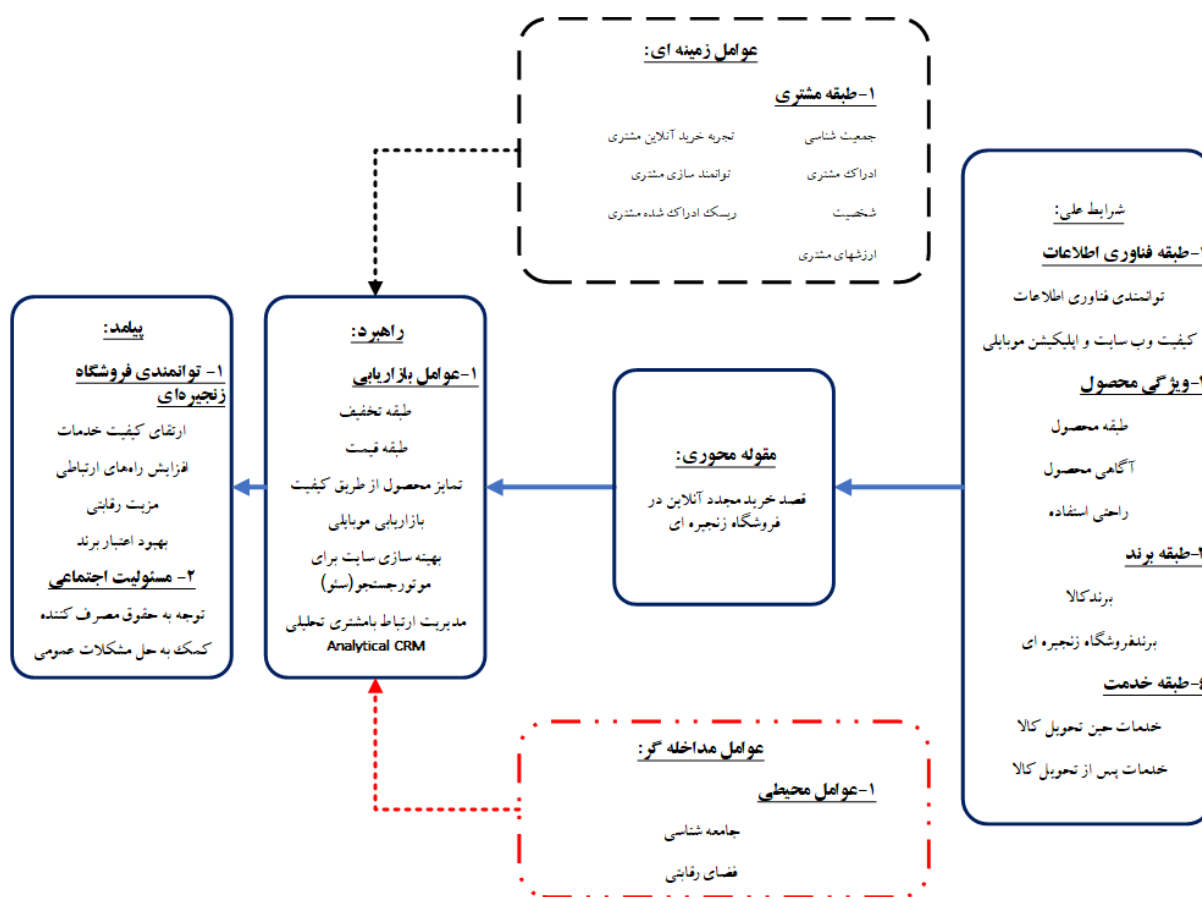 عوامل زمینه ای:
۱-طبقه مشتری
جمعیت شناسی تجربه خرید آنلاین مشتری
ادراک مشتری توانمند سازی مشتری
شخصیت ریسک ادراک شده مشتری
ارزشهای مشتری
شرایط علی:
-طبقه فناوری اطلاعات
توانمندی فناوری اطلاعات
کیفیت وب سایت و اپلیکیشن موبایلی
-ویژگی محصول
طبقه محصول
آگاهی محصول
راحتی استفاده
-طبقه برند
برندکالا
برندفروشگاه زنجیره ای
٤-طبقه خدمت
خدمات حین تحویل کالا
خدمات پس از تحویل کالا
مقوله محوری:
قصد خرید مجدد آنلاین در
فروشگاه زنجیره ای
راهبرد:
۱-عوامل بازاریابی
طبقه تخفیف
طبقه قیمت
تمایز محصول از طریق کیفیت
بازاریابی موبایلی
بهینه سازی سایت برای
موتورجستجو(سئو)
مدیریت ارتباط بامشتری تحلیلی
Analytical CRM
پیامد:
۱- توانمندی فروشگاه
زنجیره‌ای
ارتقای کیفیت خدمات
افزایش راه‌های ارتباطی
مزیت رقابتی
بهبود اعتبار برند
۲- مسئولیت اجتماعی
توجه به حقوق مصرف کننده
کمک به حل مشکلات عمومی
عوامل مداخله گر:
۱-عوامل محیطی
جامعه شناسی
فضای رقابتی